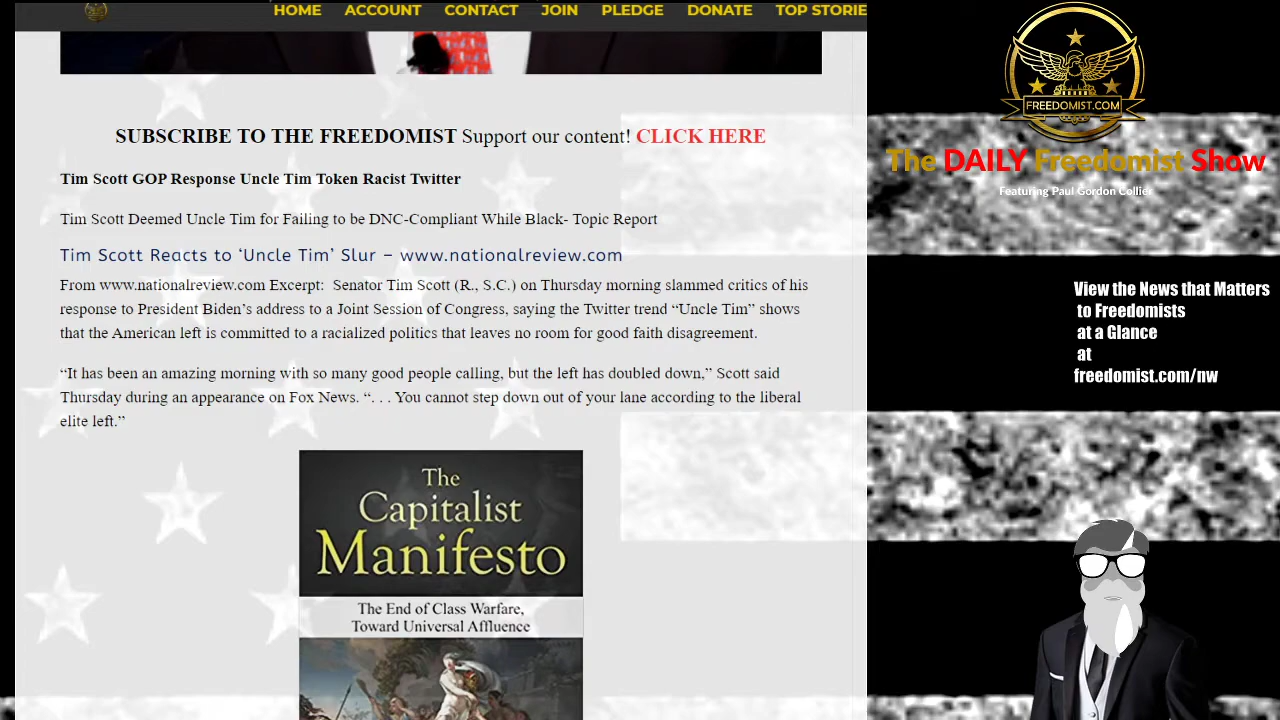 HOME ACCOUNT CONTACT JOIN PLEDGE DONATE TOP STORIE
SUBSCRIBE TO THE FREEDOMIST Support our content! CLICK HERE
Tim Scott GOP Response Uncle Tim Token Racist Twitter
Tim Scott Deemed Uncle Tim for Failing to be DNC-Compliant While Black- Topic Report
Tim Scott Reacts to ‘Uncle Tim’ Slur – www.nationalreview.com
From www.nationalreview.com Excerpt:  Senator Tim Scott (R., S.C.) on Thursday morning slammed critics of his
response to President Biden’s address to a Joint Session of Congress, saying the Twitter trend “Uncle Tim” shows
that the American left is committed to a racialized politics that leaves no room for good faith disagreement.
“It has been an amazing morning with so many good people calling, but the left has doubled down,” Scott said
Thursday during an appearance on Fox News. “. . . You cannot step down out of your lane according to the liberal
elite left.”
The
Capitalist
Manifesto
The End of Class Warfare,
Toward Universal Affluence
FREEDOMIST.COM
The DAILY Freedomist Show
Featuring Paul Gordon Collier
View the News that Matters
to Freedomists
at a Glance
at
freedomist.com/nw